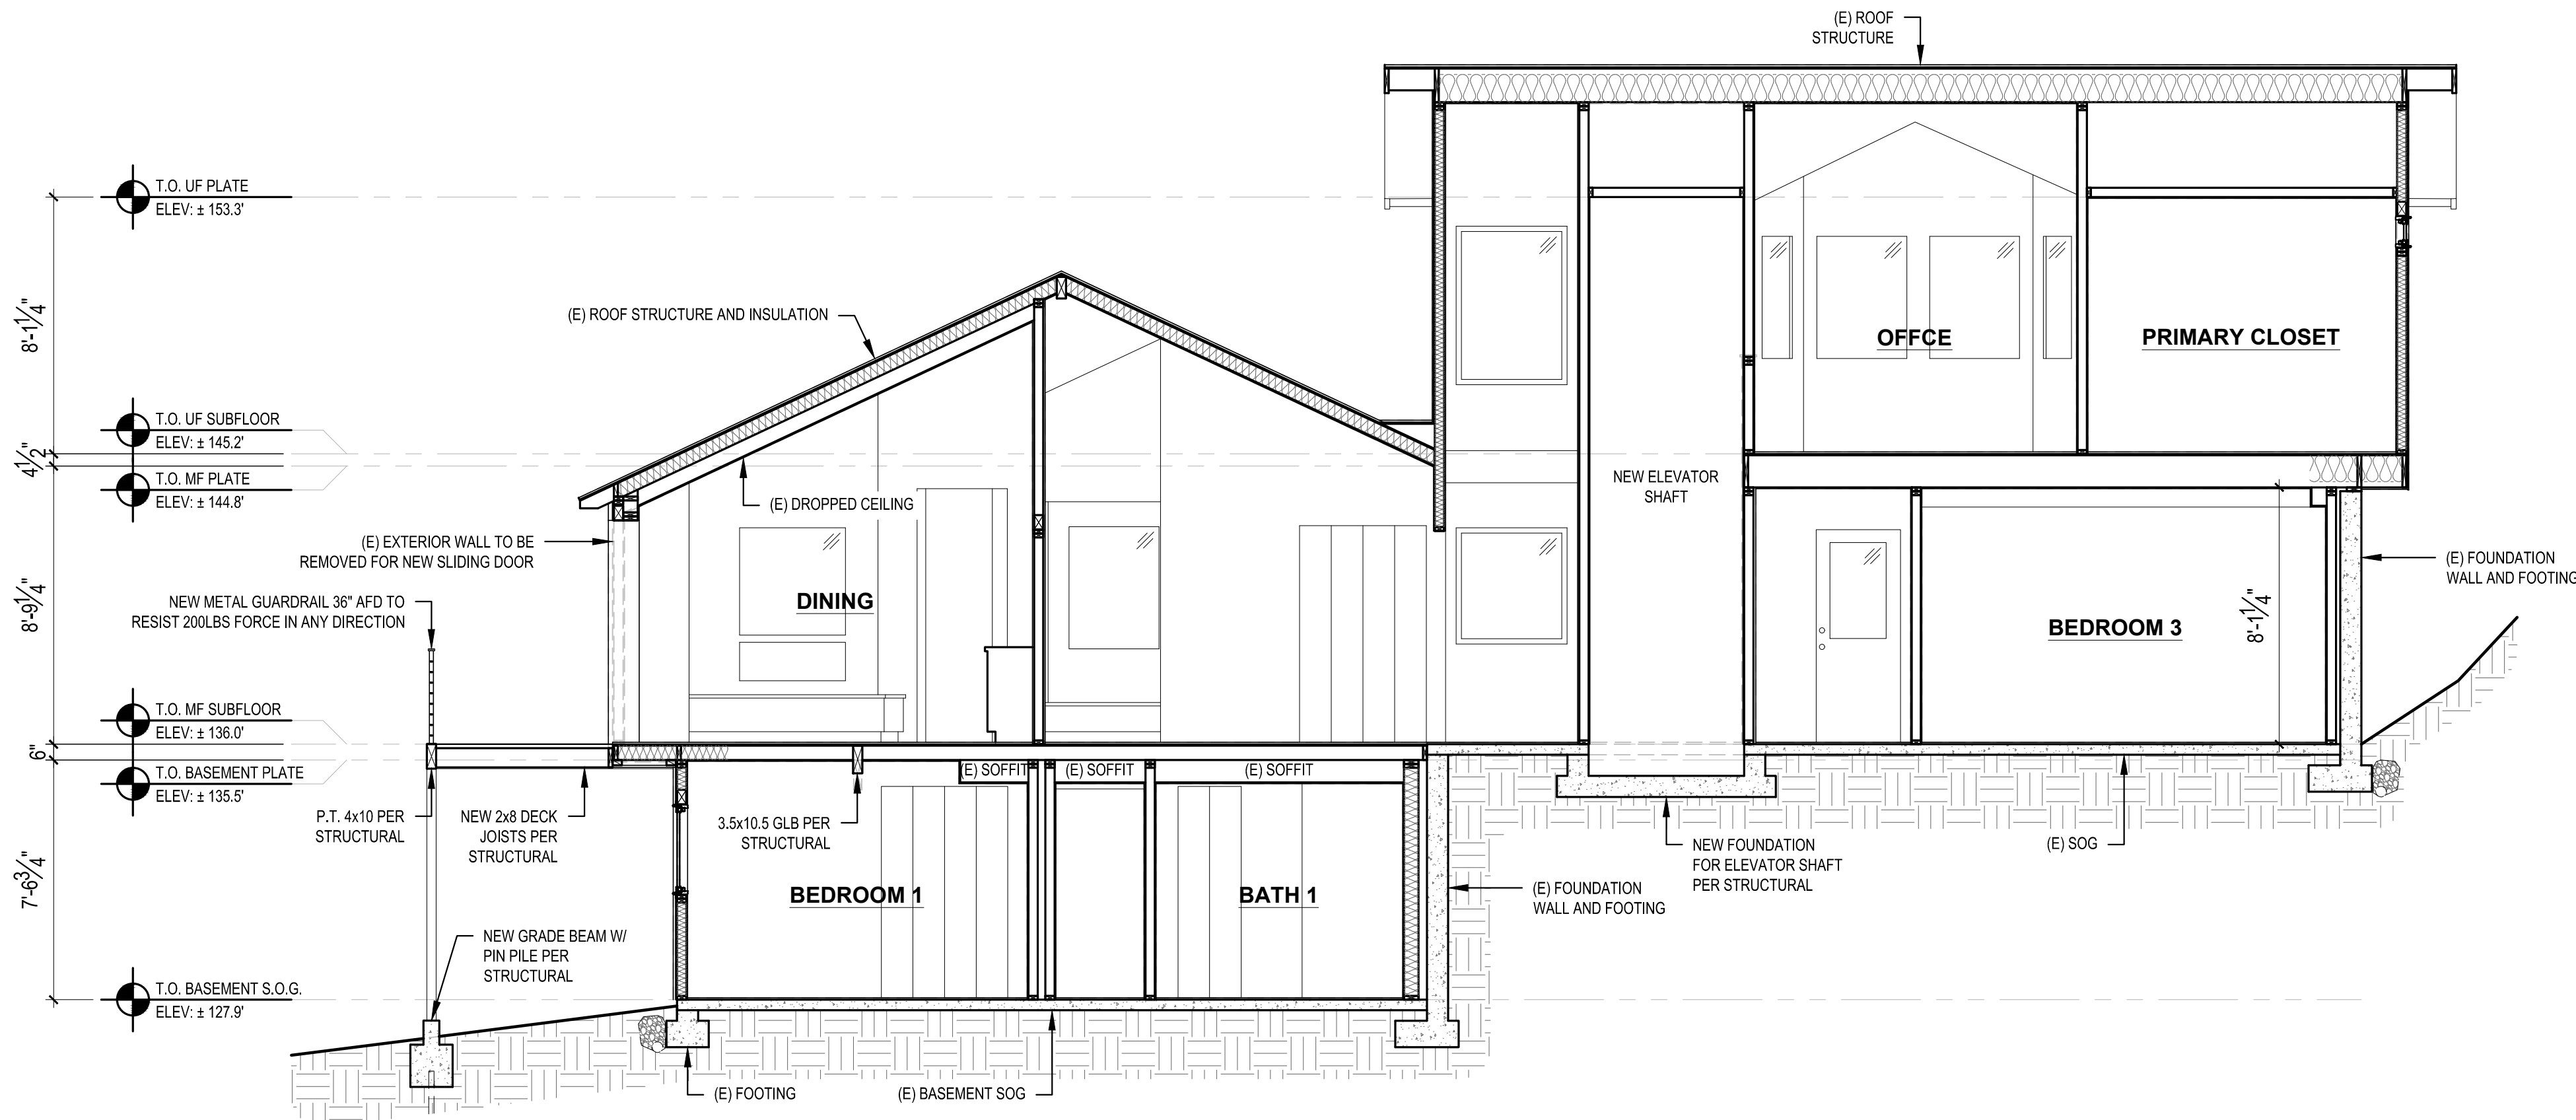 (E) ROOF
STRUCTURE
T.O. UF PLATE
ELEV: ± 153.3'
8'-1 1/4"
(E) ROOF STRUCTURE AND INSULATION
OFFCE
PRIMARY CLOSET
T.O. UF SUBFLOOR
ELEV: ± 145.2'
4 1/2"
T.O. MF PLATE
ELEV: ± 144.8'
(E) DROPPED CEILING
NEW ELEVATOR
SHAFT
(E) EXTERIOR WALL TO BE
REMOVED FOR NEW SLIDING DOOR
(E) FOUNDATION
WALL AND FOOTING
8'-9 1/4"
NEW METAL GUARDRAIL 36" AFD TO
RESIST 200LBS FORCE IN ANY DIRECTION
DINING
BEDROOM 3
8'-1 1/4"
T.O. MF SUBFLOOR
ELEV: ± 136.0'
6"
T.O. BASEMENT PLATE
ELEV: ± 135.5'
(E) SOFFIT
(E) SOFFIT
(E) SOFFIT
P.T. 4x10 PER
STRUCTURAL
NEW 2x8 DECK
JOISTS PER
STRUCTURAL
3.5x10.5 GLB PER
STRUCTURAL
NEW FOUNDATION
FOR ELEVATOR SHAFT
PER STRUCTURAL
(E) SOG
7'-6 3/4"
BEDROOM 1
BATH 1
(E) FOUNDATION
WALL AND FOOTING
NEW GRADE BEAM W/
PIN PILE PER
STRUCTURAL
T.O. BASEMENT S.O.G.
ELEV: ± 127.9'
(E) FOOTING
(E) BASEMENT SOG